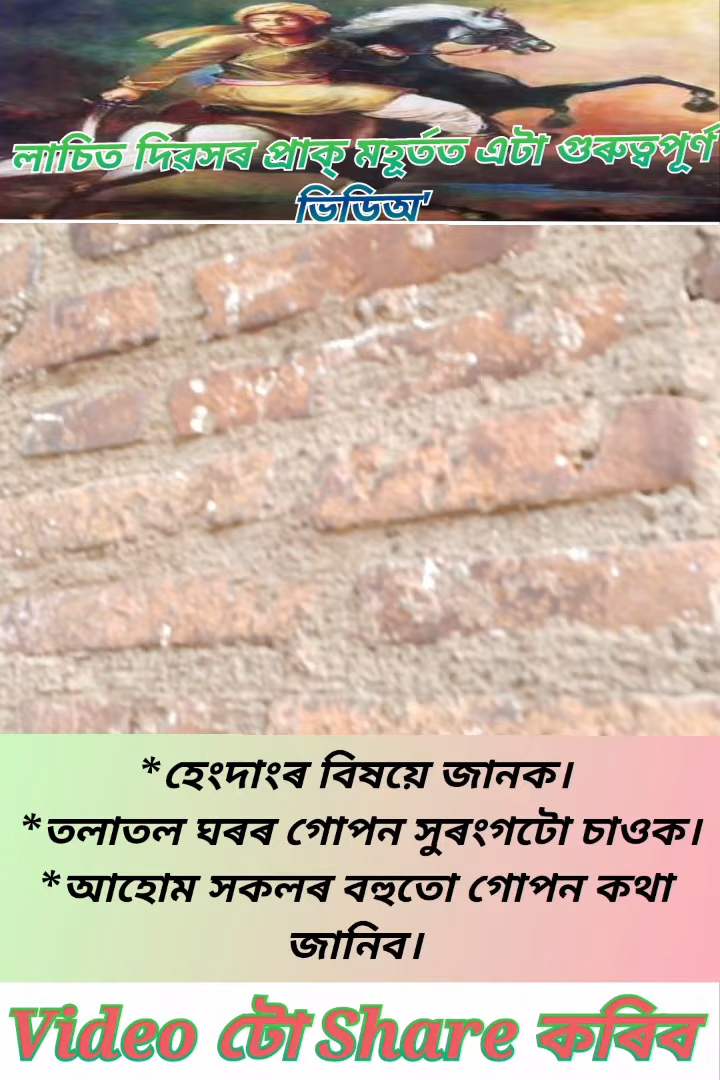 লাচিত দিৱসৰ প্ৰাক্ মহূৰ্তত এটা গুৰুত্বপূৰ্ণ
ভিডিঅ'
*হেংদাংৰ বিষয়ে জানক।
*তলাতল ঘৰৰ গোপন সুৰংগটো চাওক।
*আহোম সকলৰ বহুতো গোপন কথা
জানিব।
Video টো Share কৰিব